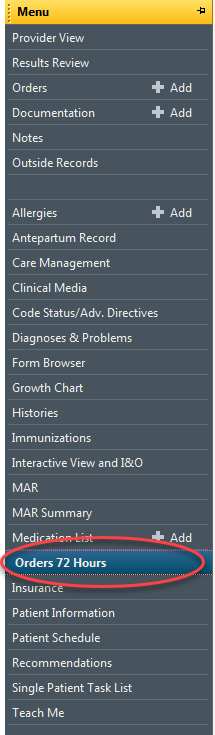 Menu
Provider View
Results Review
Orders Add
Documentation Add
Notes
Outside Records
Allergies Add
Antepartum Record
Care Management
Clinical Media
Code Status/Adv. Directives
Diagnoses & Problems
Form Browser
Growth Chart
Histories
Immunizations
Interactive View and I&O
MAR
MAR Summary
Medication List Add
Orders 72 Hours
Insurance
Patient Information
Patient Schedule
Recommendations
Single Patient Task List
Teach Me